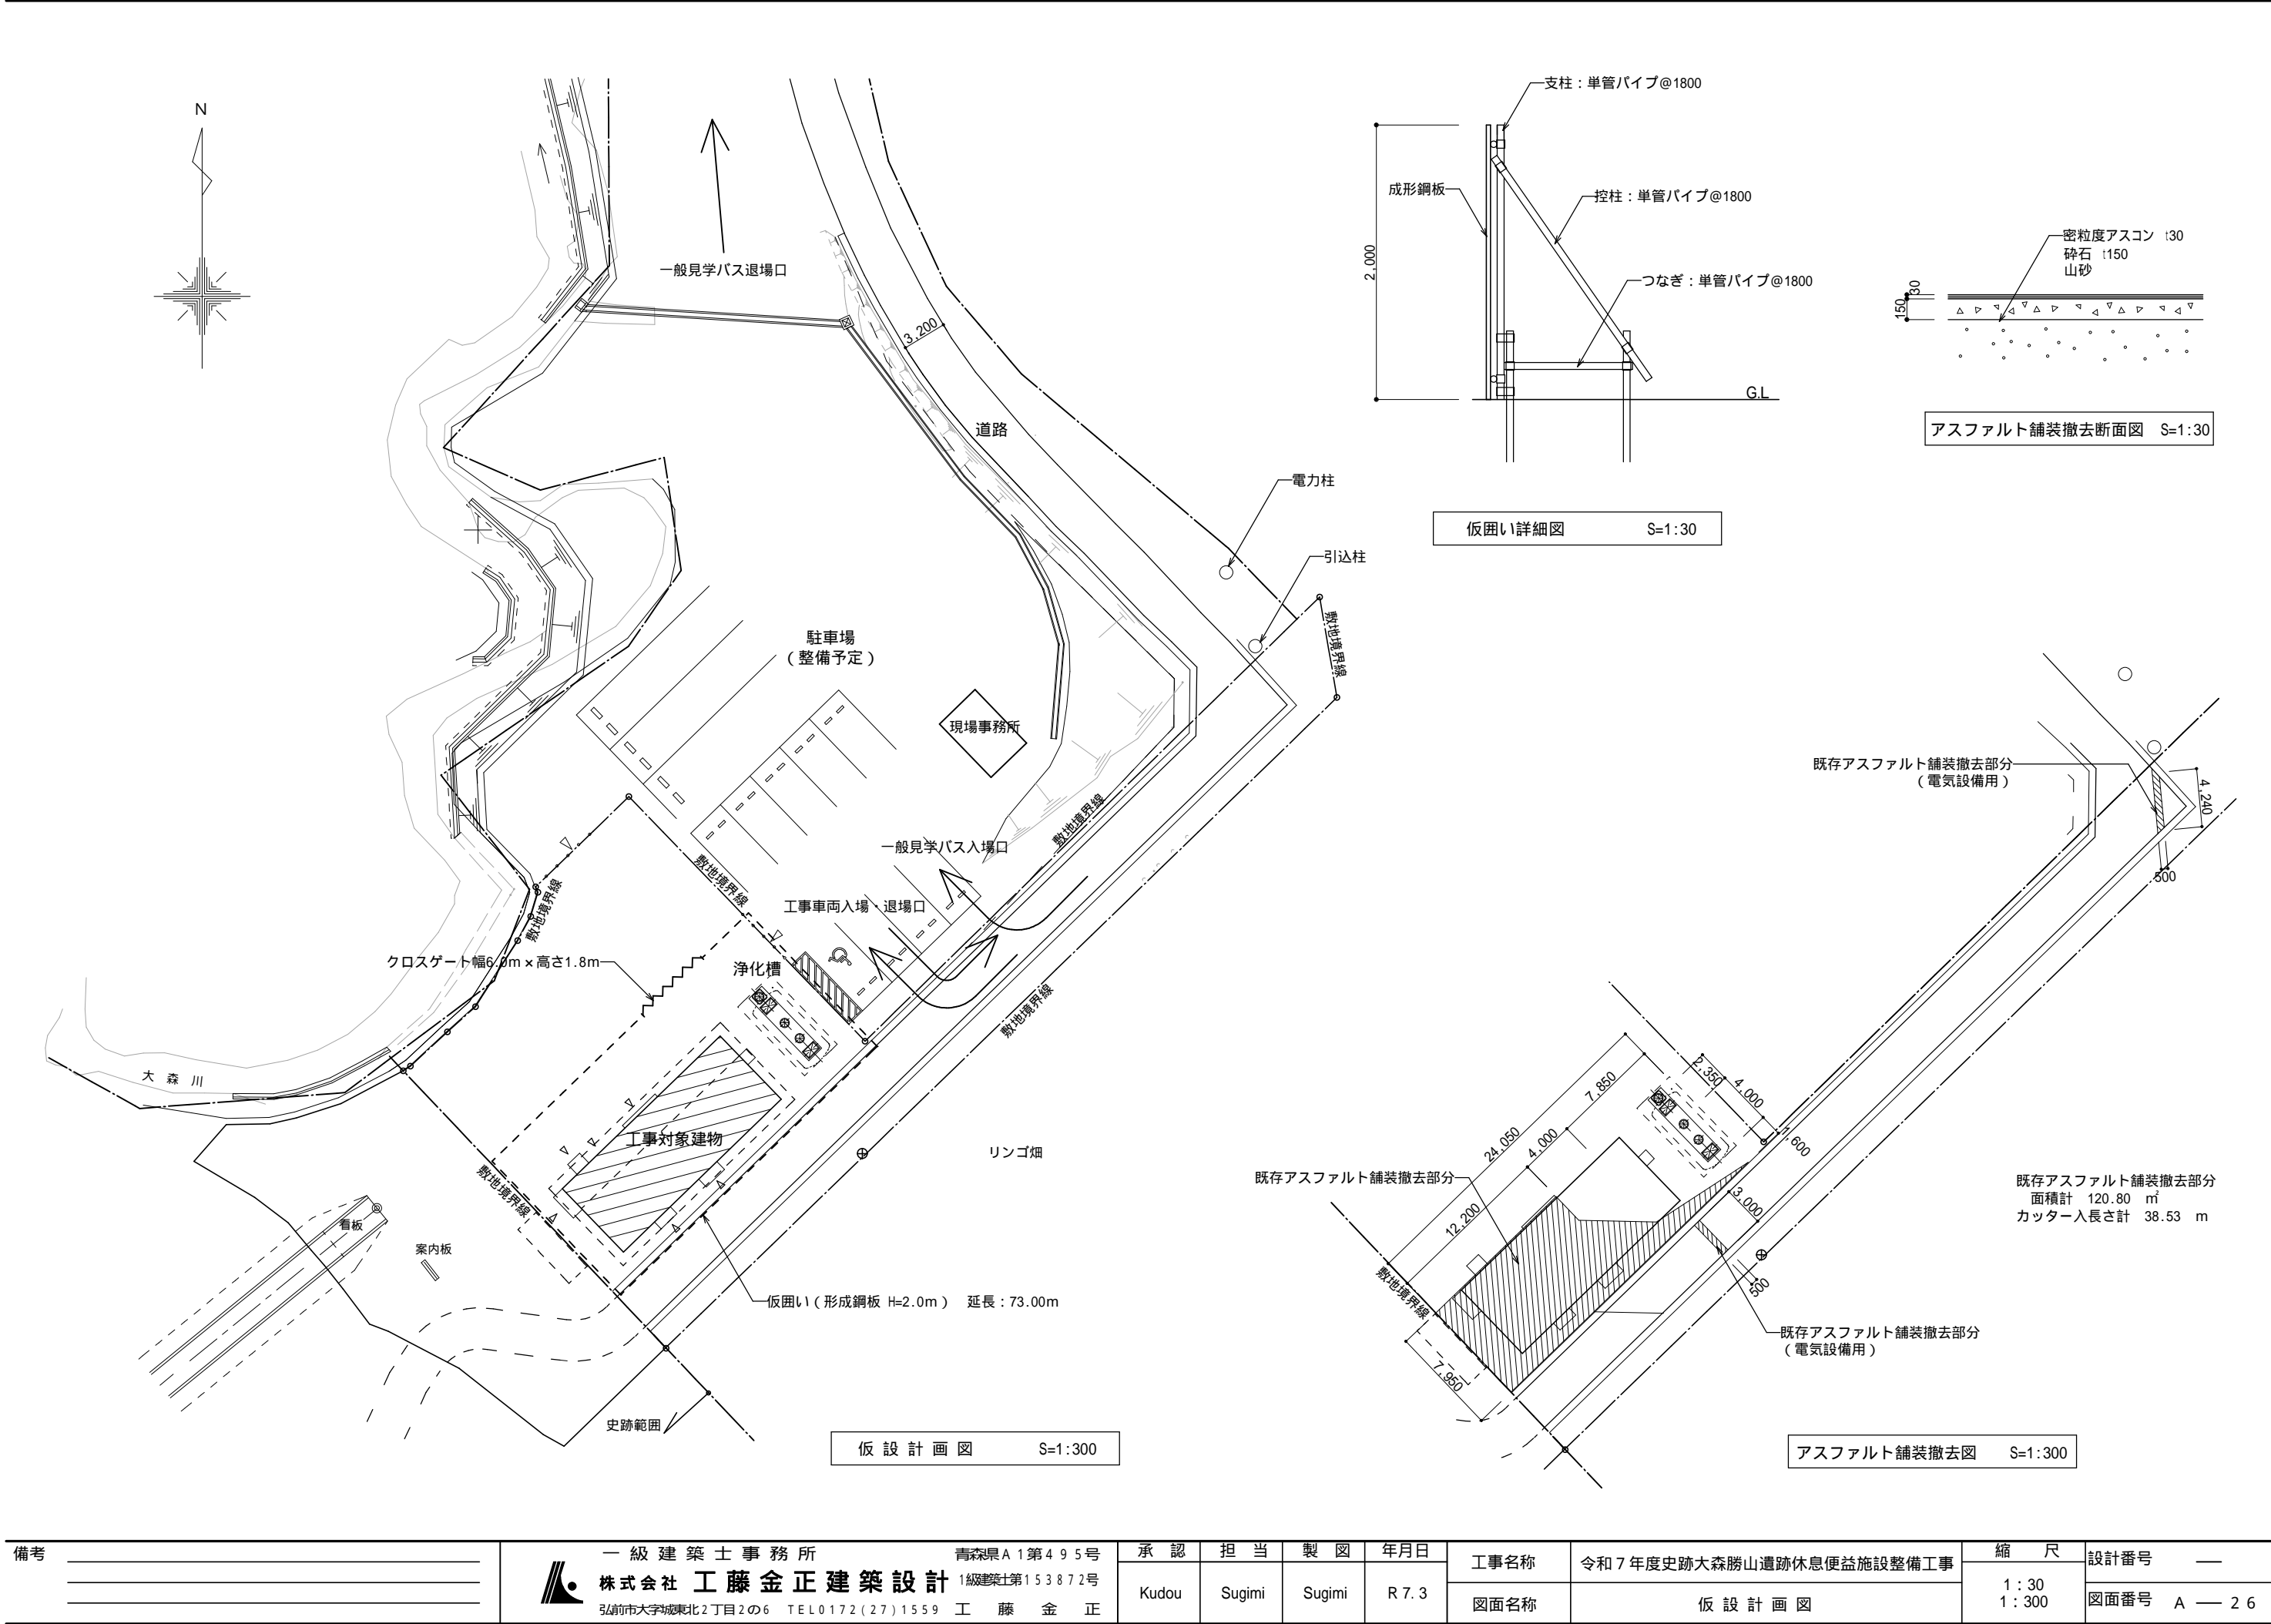 N
一般見学バス退場口
3,200
道路
電力柱
引込柱
敷地境界線
駐車場
（整備予定）
現場事務所
敷地境界線
一般見学バス入場口
敷地境界線
工事車両入場・退場口
敷地境界線
クロスゲート幅6.0m×高さ1.8m
浄化槽
敷地境界線
大森川
工事対象建物
リンゴ畑
敷地境界線
看板
案内板
仮囲い（形成鋼板 H=2.0m） 延長：73.00m
史跡範囲
仮設計画図 S=1:300
支柱：単管パイプ@1800
成形鋼板
控柱：単管パイプ@1800
2,000
つなぎ：単管パイプ@1800
G.L
仮囲い詳細図 S=1:30
密粒度アスコン t30
砕石 t150
山砂
30
150
アスファルト舗装撤去断面図 S=1:30
既存アスファルト舗装撤去部分
（電気設備用）
4,240
500
2,350
4,000
7,850
24,050
4,000
1,600
既存アスファルト舗装撤去部分
12,200
3,000
既存アスファルト舗装撤去部分
面積計 120.80 ㎡
カッター入長さ計 38.53 m
敷地境界線
500
既存アスファルト舗装撤去部分
（電気設備用）
7,950
アスファルト舗装撤去図 S=1:300
備考
一級建築士事務所 青森県A1第495号
株式会社 工藤金正建築設計 1級建築士第153872号
弘前市大字城東北2丁目2の6 TEL0172(27)1559 工藤金正
承認 担当 製図 年月日
Kudou Sugimi Sugimi R7.3
工事名称 令和7年度史跡大森勝山遺跡休息便益施設整備工事
図面名称 仮設計画図
縮尺
1:30
1:300
設計番号 —
図面番号 A — 26